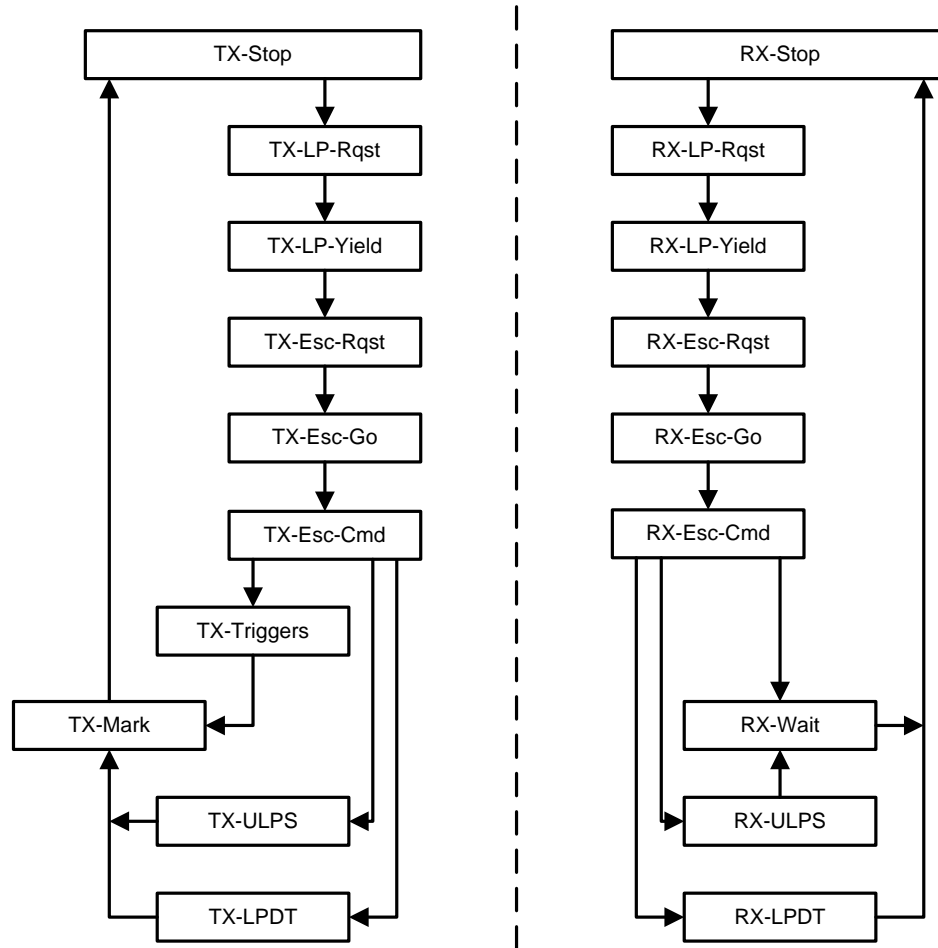 TX-Stop
RX-Stop
TX-LP-Rqst
RX-LP-Rqst
TX-LP-Yield
RX-LP-Yield
TX-Esc-Rqst
RX-Esc-Rqst
TX-Esc-Go
RX-Esc-Go
TX-Esc-Cmd
RX-Esc-Cmd
TX-Triggers
TX-Mark
RX-Wait
TX-ULPS
RX-ULPS
TX-LPDT
RX-LPDT